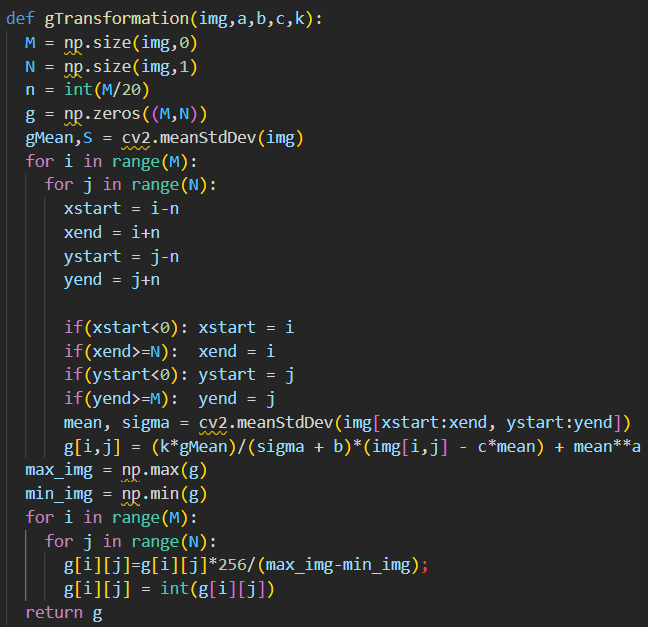 def gTransformation(img,a,b,c,k):
  M = np.size(img,0)
  N = np.size(img,1)
  n = int(M/20)
  g = np.zeros((M,N))
  gMean,S = cv2.meanStdDev(img)
  for i in range(M):
    for j in range(N):
      xstart = i-n
      xend = i+n
      ystart = j-n
      yend = j+n

      if(xstart<0): xstart = i
      if(xend>=N):  xend = i
      if(ystart<0): ystart = j
      if(yend>=M):  yend = j
      mean, sigma = cv2.meanStdDev(img[xstart:xend, ystart:yend])
      g[i,j] = (k*gMean)/(sigma + b)*(img[i,j] - c*mean) + mean**a
  max_img = np.max(g)
  min_img = np.min(g)
  for i in range(M):
    for j in range(N):
      g[i][j]=g[i][j]*256/(max_img-min_img);
      g[i][j] = int(g[i][j])
  return g